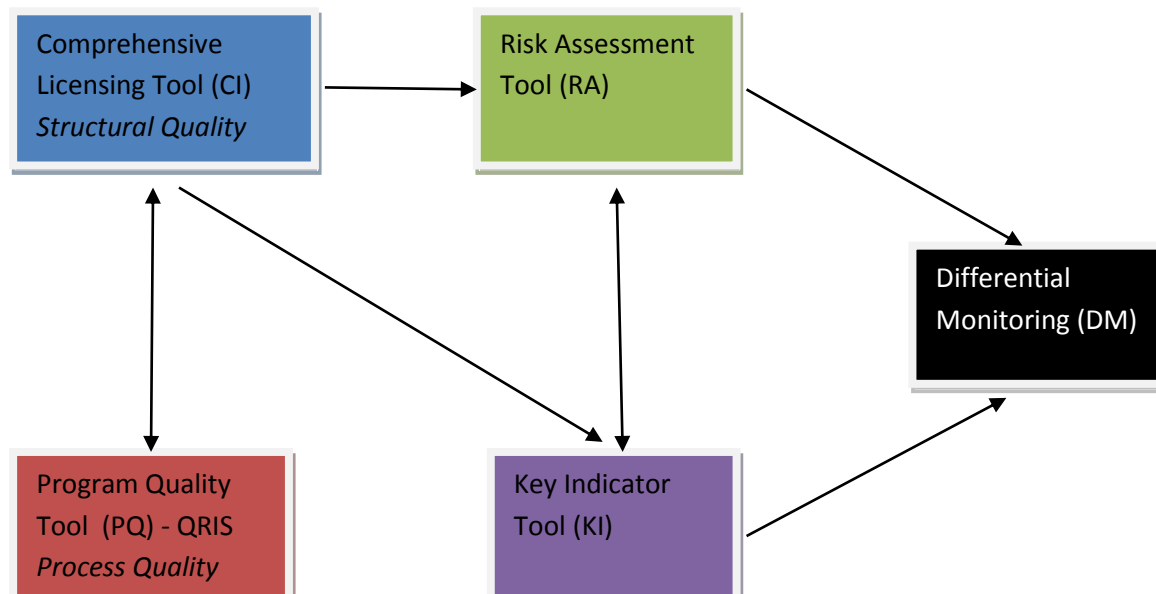 Comprehensive
Licensing Tool (CI)
Structural Quality
Risk Assessment
Tool (RA)
Differential
Monitoring (DM)
Program Quality
Tool  (PQ) - QRIS
Process Quality
Key Indicator
Tool (KI)